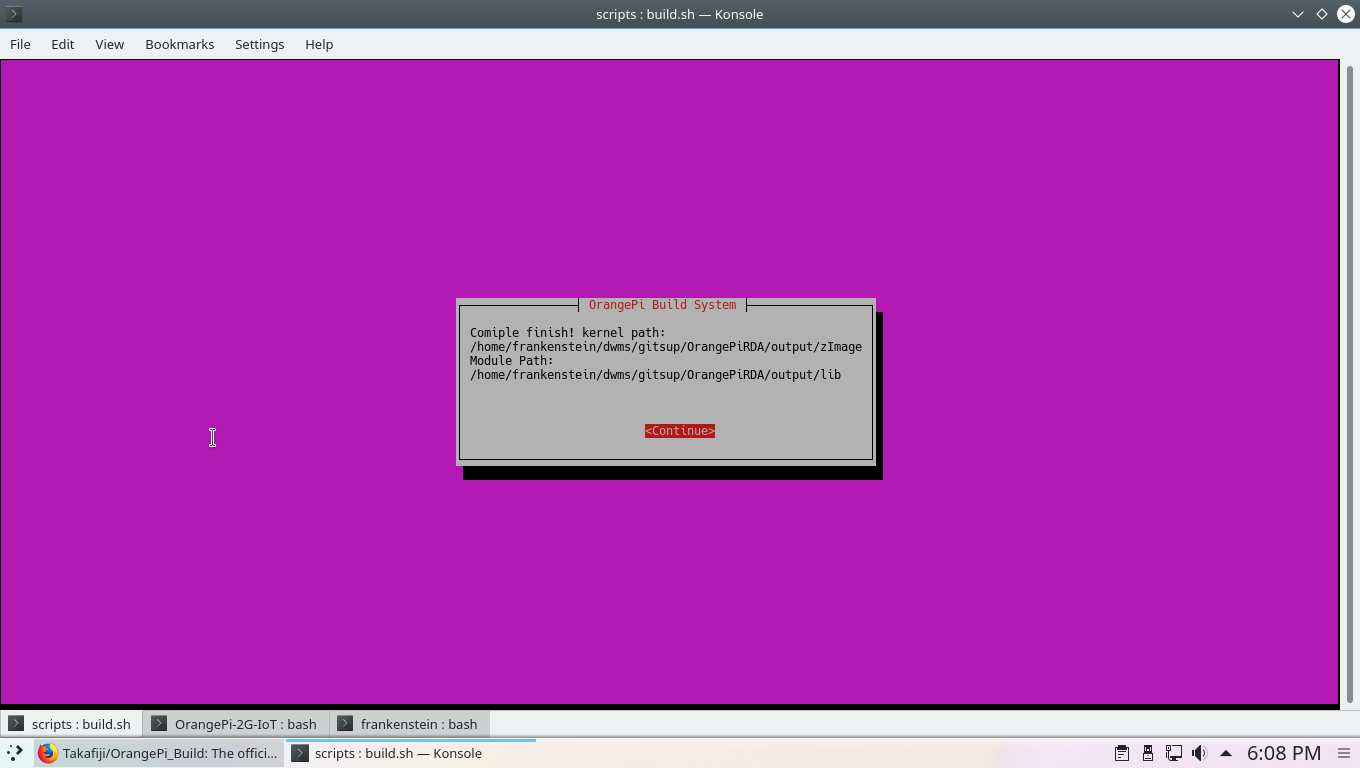 scripts : build.sh — Konsole
File Edit View Bookmarks Settings Help
OrangePi Build System
Comiple finish! kernel path:
/home/frankenstein/dwms/gitsup/OrangePiRDA/output/zImage
Module Path:
/home/frankenstein/dwms/gitsup/OrangePiRDA/output/lib
<Continue>
scripts : build.sh OrangePi-2G-IoT : bash frankenstein : bash
Takafiji/OrangePi_Build: The offici... scripts : build.sh — Konsole 6:08 PM